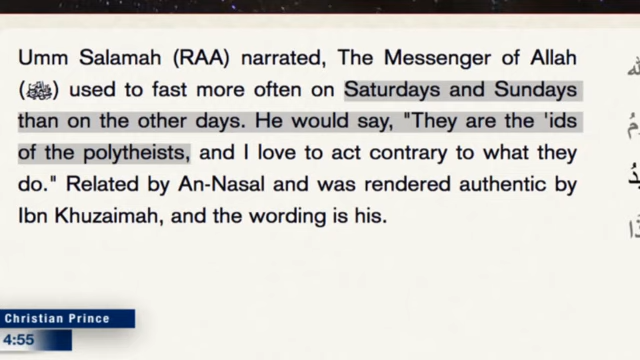 Umm Salamah (RAA) narrated, The Messenger of Allah
(ﷺ) used to fast more often on Saturdays and Sundays
than on the other days. He would say, "They are the 'ids
of the polytheists, and I love to act contrary to what they
do." Related by An-Nasal and was rendered authentic by
Ibn Khuzaimah, and the wording is his.
Christian Prince
4:55